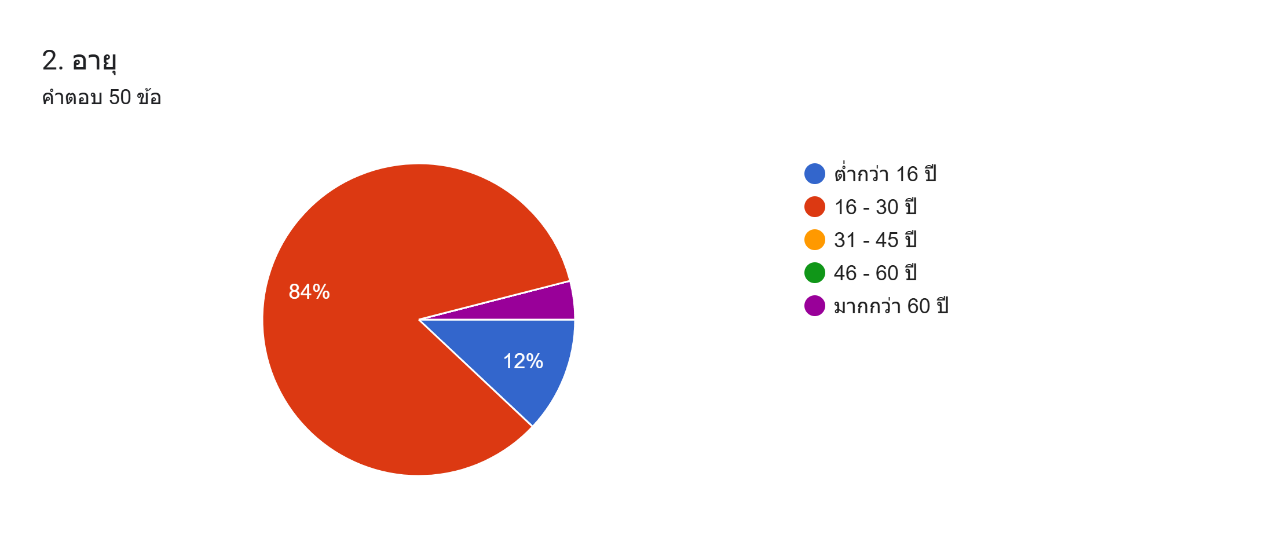 2. อายุ
คำตอบ 50 ข้อ
ต่ำกว่า 16 ปี
16 - 30 ปี
31 - 45 ปี
46 - 60 ปี
มากกว่า 60 ปี
84%
12%